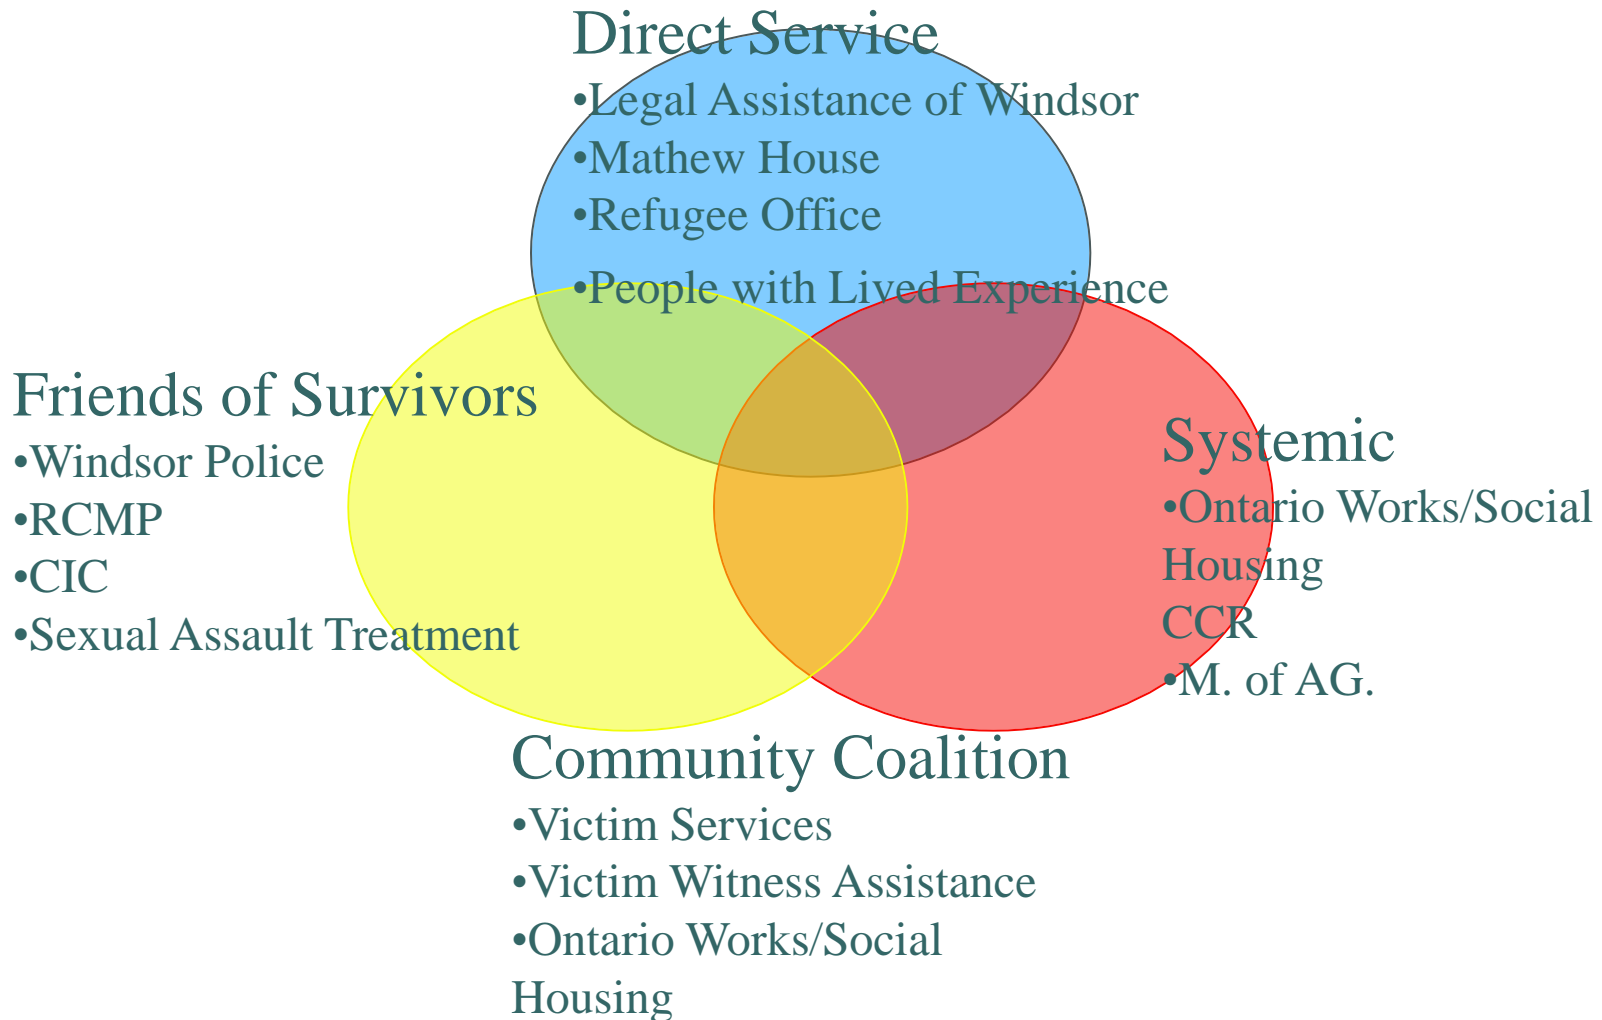 Direct Service
•Legal Assistance of Windsor
•Mathew House
•Refugee Office
•People with Lived Experience
Friends of Survivors
•Windsor Police
•RCMP
•CIC
•Sexual Assault Treatment
Systemic
•Ontario Works/Social
Housing
CCR
•M. of AG.
Community Coalition
•Victim Services
•Victim Witness Assistance
•Ontario Works/Social
Housing